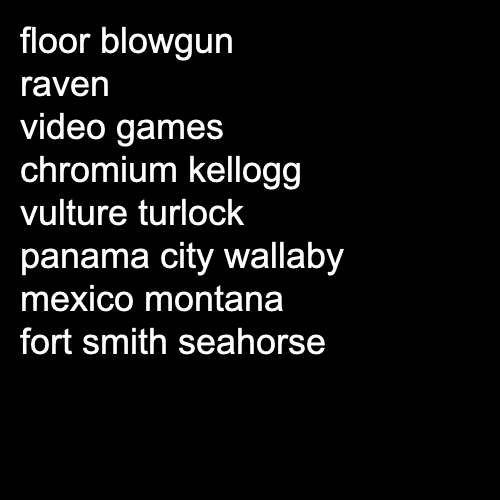 floor blowgun
raven
video games
chromium kellogg
vulture turlock
panama city wallaby
mexico montana
fort smith seahorse